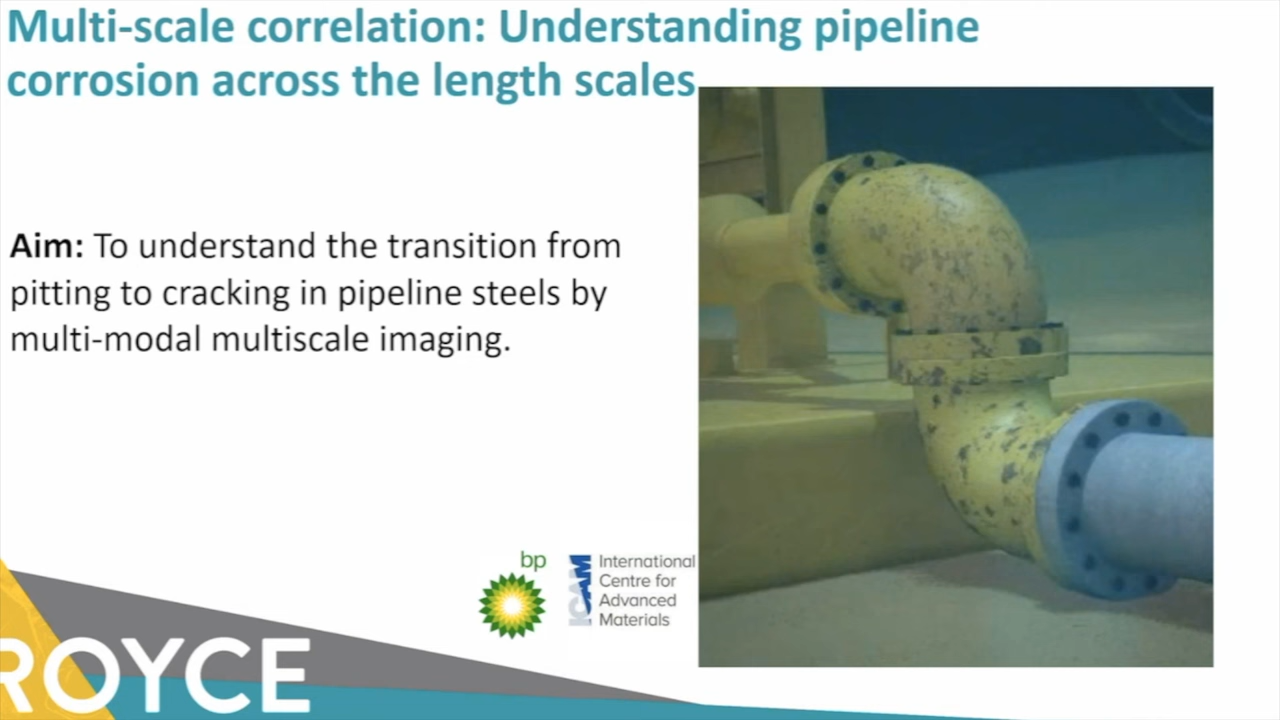 Multi-scale correlation: Understanding pipeline
corrosion across the length scales
Aim: To understand the transition from
pitting to cracking in pipeline steels by
multi-modal multiscale imaging.
bp
ICAM
International
Centre for
Advanced
Materials
ROYCE